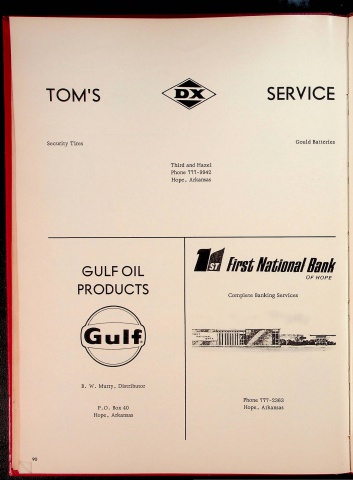 TOM'S DX SERVICE
Security Tires
Gould Batteries
Third and Hazel
Phone 777-9942
Hope, Arkansas
GULF OIL
PRODUCTS
Gulf
B. W. Marry, Distributor
P.O. Box 40
Hope, Arkansas
1ST First National Bank
OF HOPE
Complete Banking Services
Phone 777-2363
Hope, Arkansas
90